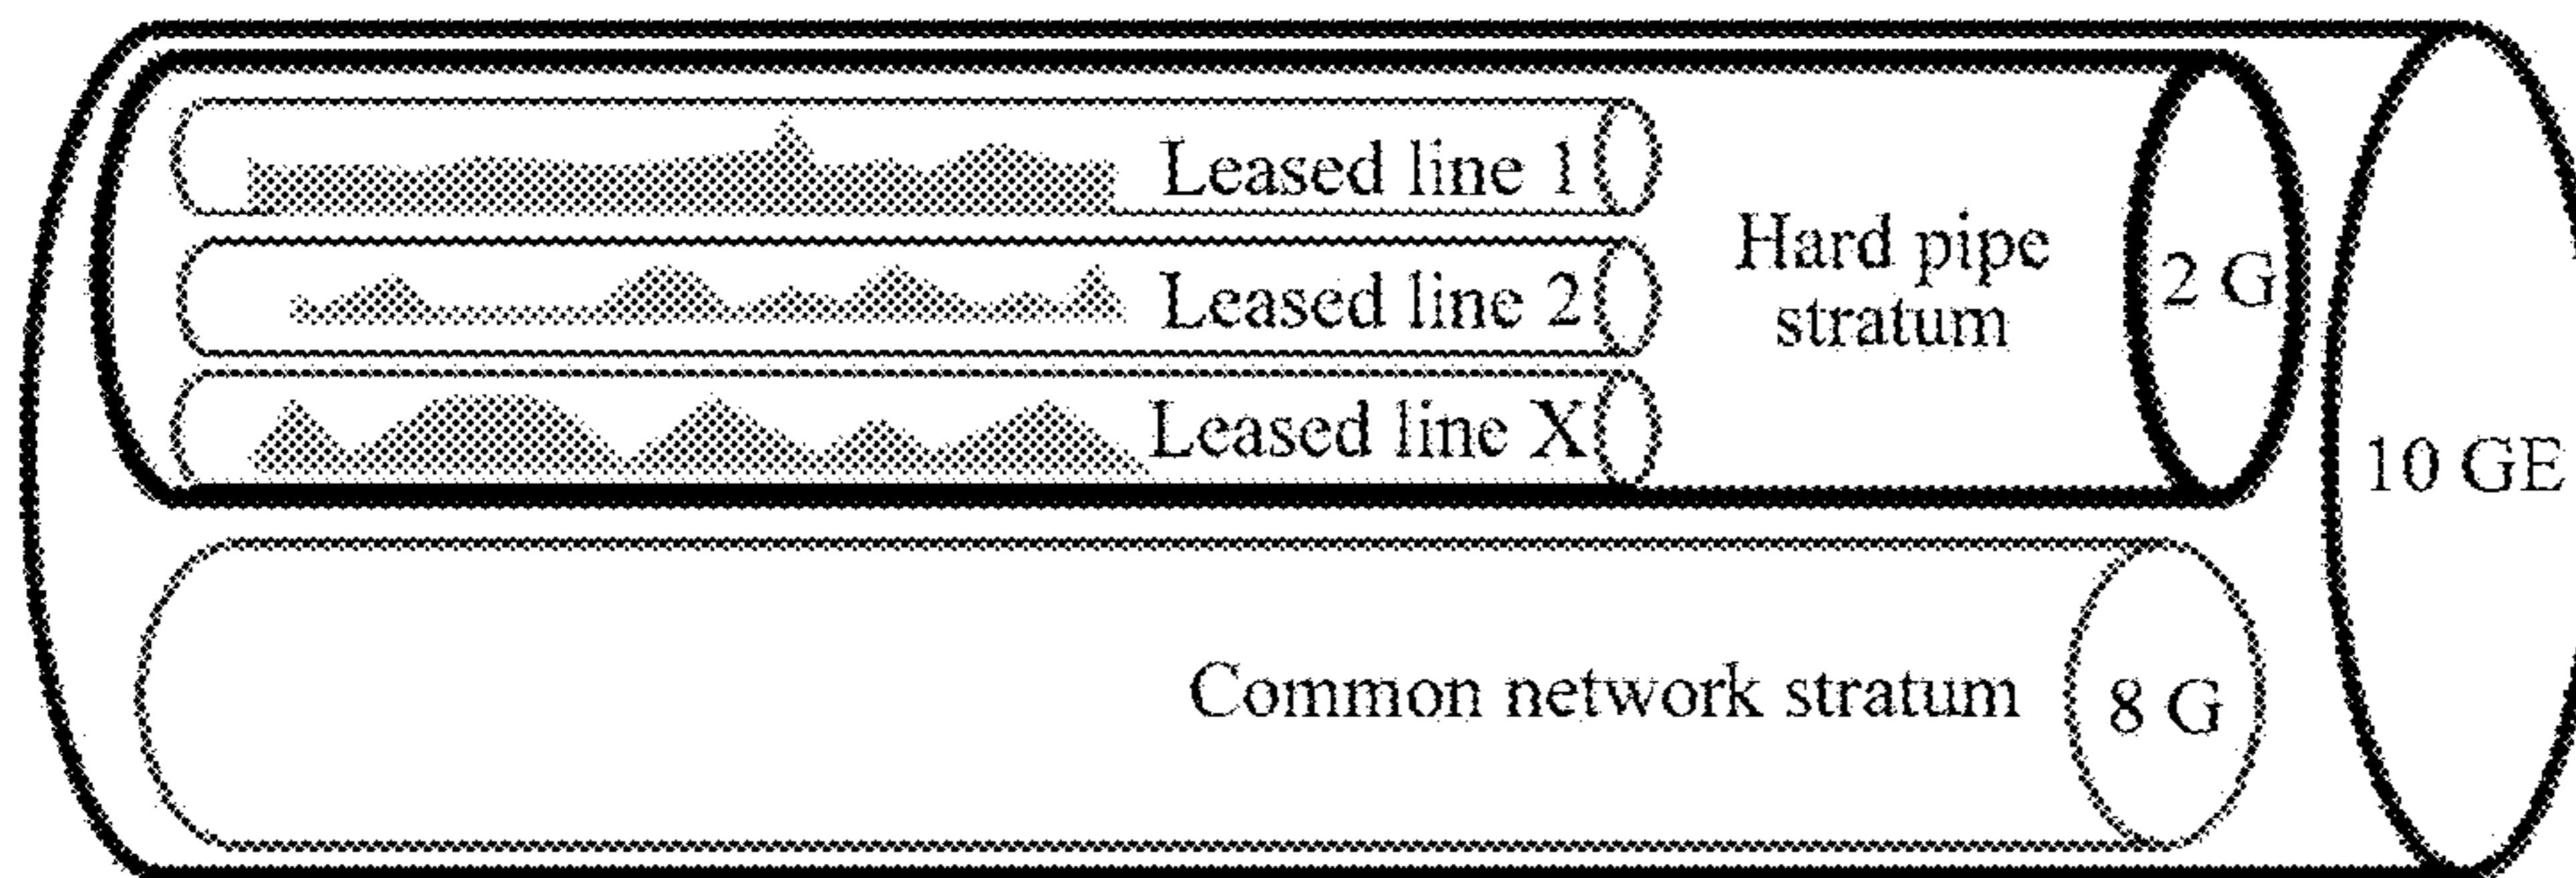 Leased line 1
Leased line 2
Leased line X
Hard pipe
stratum
2 G
10 GE
Common network stratum
8 G